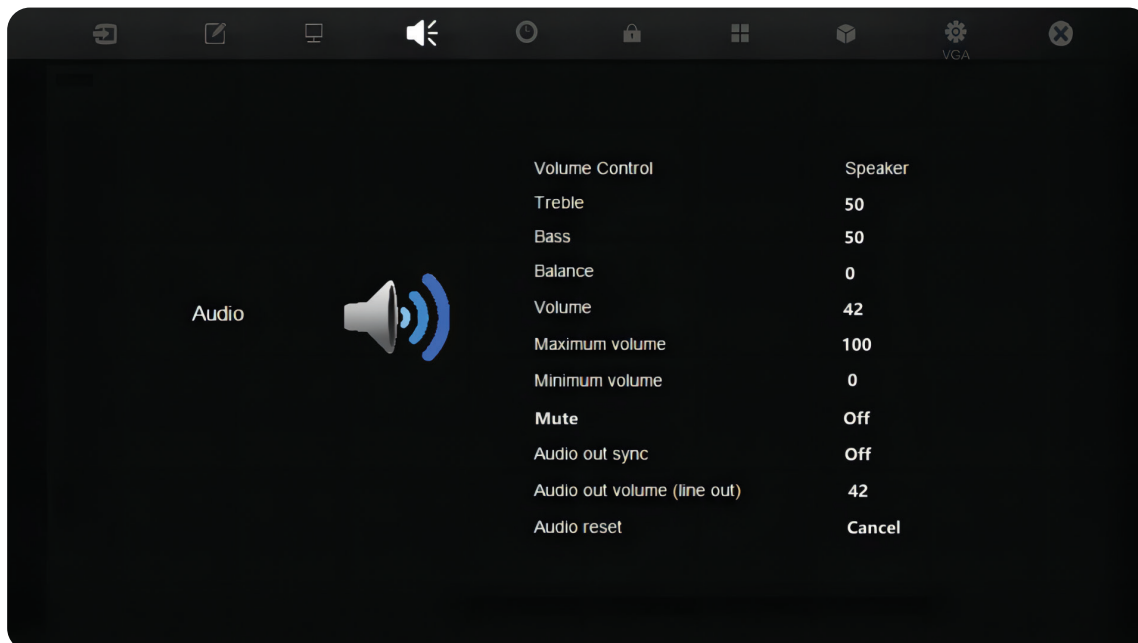 VGA
Volume Control Speaker
Treble 50
Bass 50
Balance 0
Audio
Volume 42
Maximum volume 100
Minimum volume 0
Mute Off
Audio out sync Off
Audio out volume (line out) 42
Audio reset Cancel